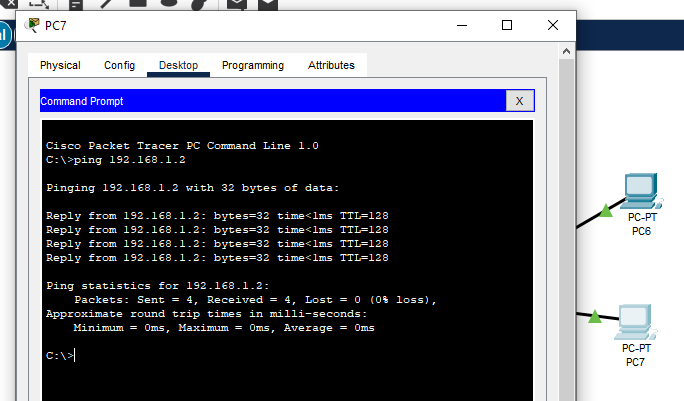 PC7
Physical Config Desktop Programming Attributes
Command Prompt
X
Cisco Packet Tracer PC Command Line 1.0
C:\>ping 192.168.1.2
Pinging 192.168.1.2 with 32 bytes of data:
Reply from 192.168.1.2: bytes=32 time<1ms TTL=128
Reply from 192.168.1.2: bytes=32 time<1ms TTL=128
Reply from 192.168.1.2: bytes=32 time<1ms TTL=128
Reply from 192.168.1.2: bytes=32 time<1ms TTL=128
Ping statistics for 192.168.1.2:
Packets: Sent = 4, Received = 4, Lost = 0 (0% loss),
Approximate round trip times in milli-seconds:
Minimum = 0ms, Maximum = 0ms, Average = 0ms
C:\>
PC-PT
PC6
PC-PT
PC7